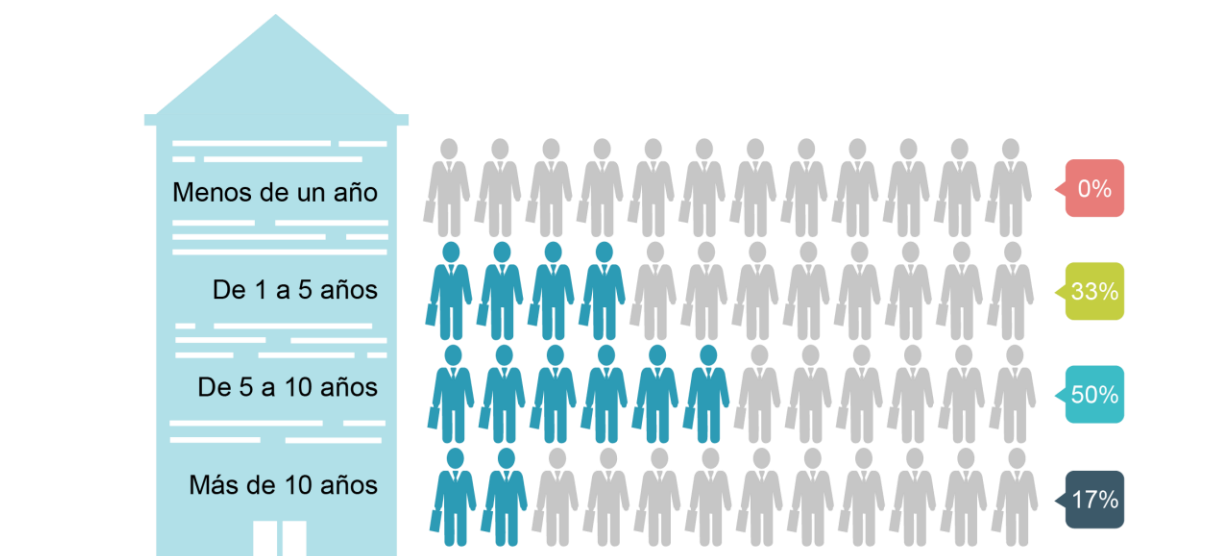 Menos de un año
0%
De 1 a 5 años
33%
De 5 a 10 años
50%
Más de 10 años
17%